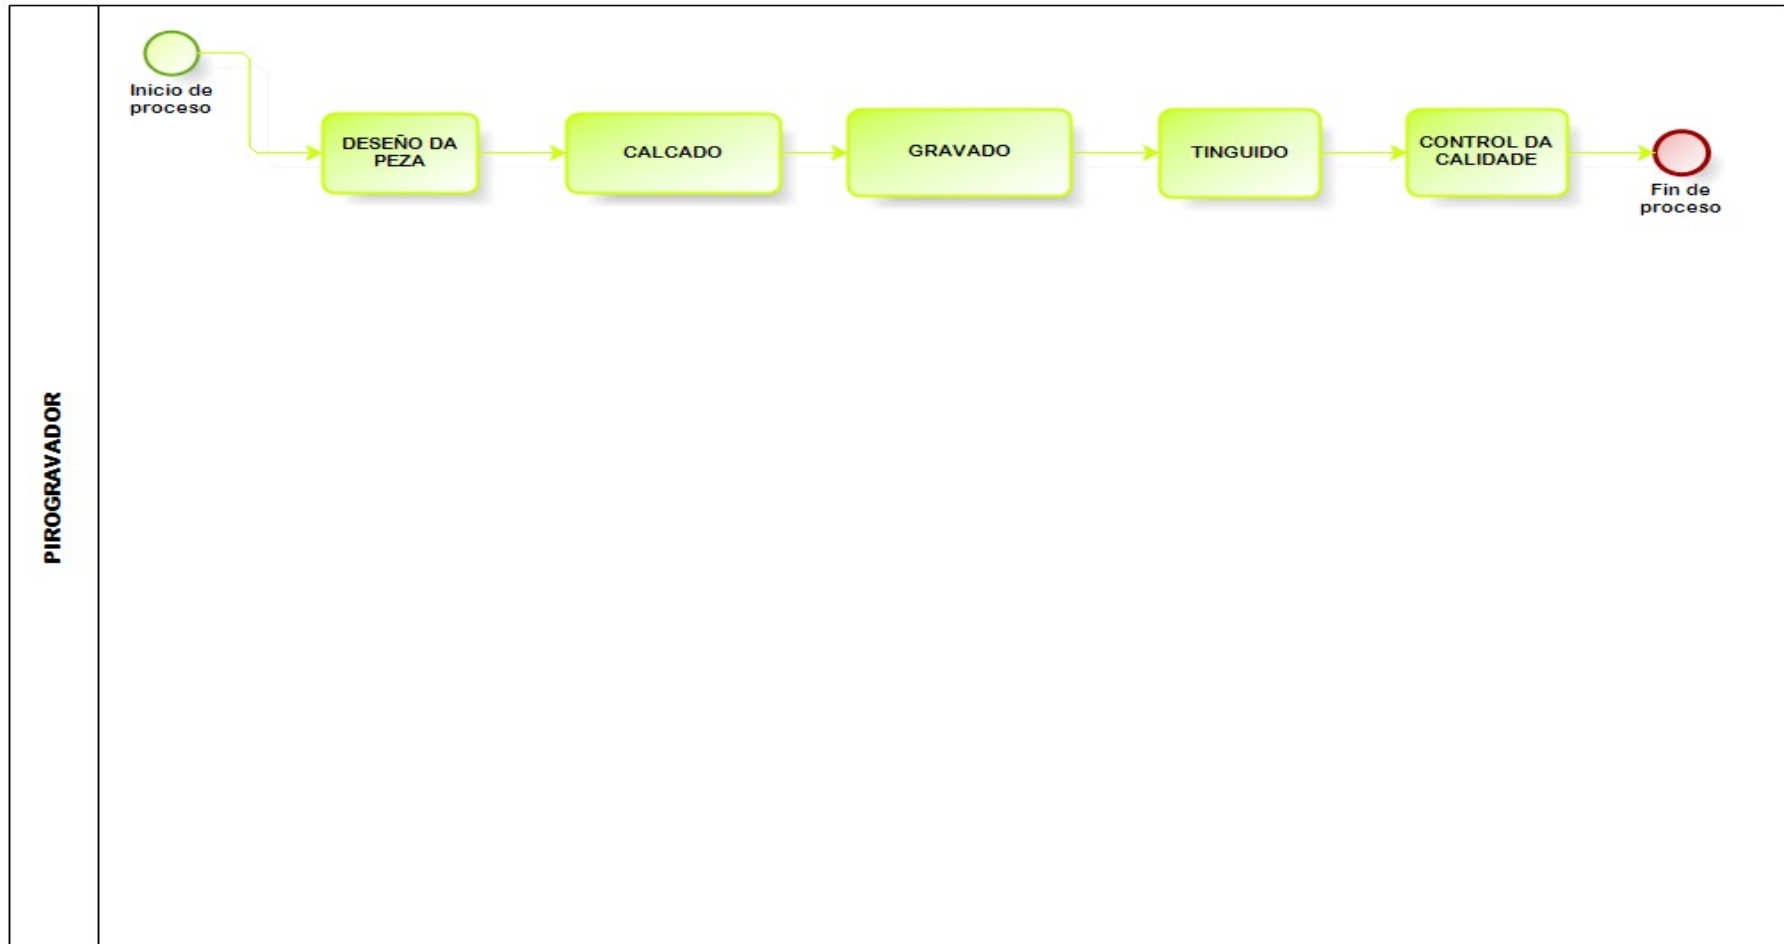 Inicio de
proceso
DESEÑO DA
PEZA
CALCADO
GRAVADO
TINGUIDO
CONTROL DA
CALIDADE
Fin de
proceso
PIROGRAVADOR